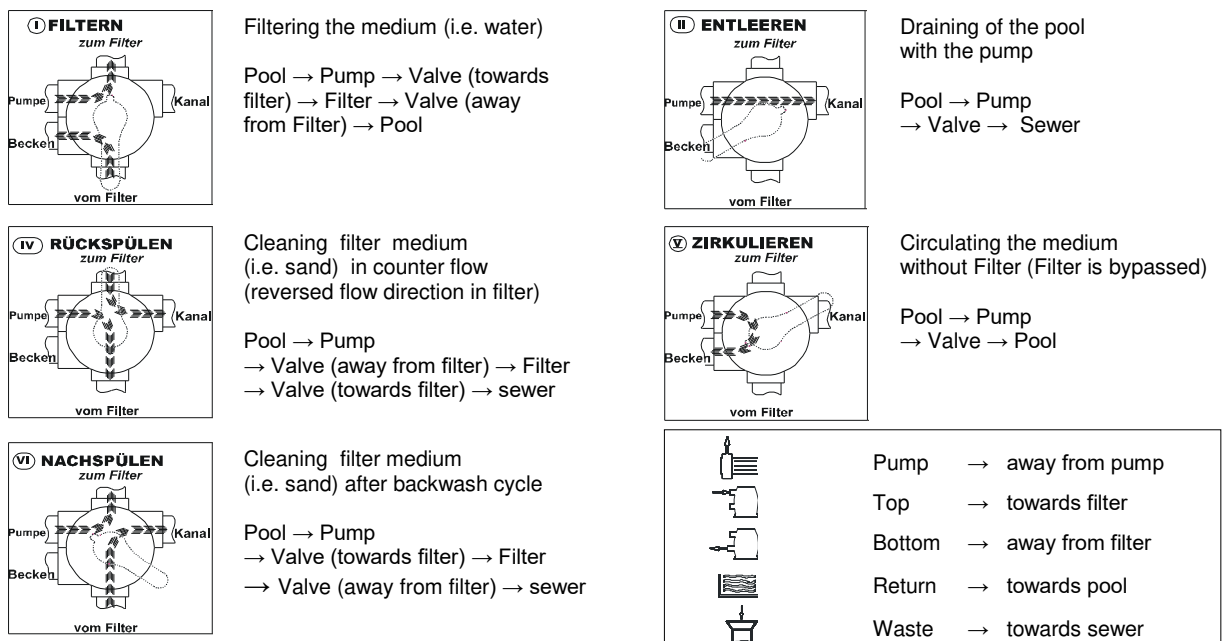 I FILTERN
zum Filter
Pumpe
Kanal
Becken
vom Filter
Filtering the medium (i.e. water)
Pool → Pump → Valve (towards
filter) → Filter → Valve (away
from Filter) → Pool
II ENTLEEREN
zum Filter
Pumpe
Kanal
Becken
vom Filter
Draining of the pool
with the pump
Pool → Pump
→ Valve → Sewer
IV RÜCKSPÜLEN
zum Filter
Pumpe
Kanal
Becken
vom Filter
Cleaning filter medium
(i.e. sand) in counter flow
(reversed flow direction in filter)
Pool → Pump
→ Valve (away from filter) → Filter
→ Valve (towards filter) → sewer
V ZIRKULIEREN
zum Filter
Pumpe
Kanal
Becken
vom Filter
Circulating the medium
without Filter (Filter is bypassed)
Pool → Pump
→ Valve → Pool
VI NACHSPÜLEN
zum Filter
Pumpe
Kanal
Becken
vom Filter
Cleaning filter medium
(i.e. sand) after backwash cycle
Pool → Pump
→ Valve (towards filter) → Filter
→ Valve (away from filter) → sewer
Pump → away from pump
Top → towards filter
Bottom → away from filter
Return → towards pool
Waste → towards sewer